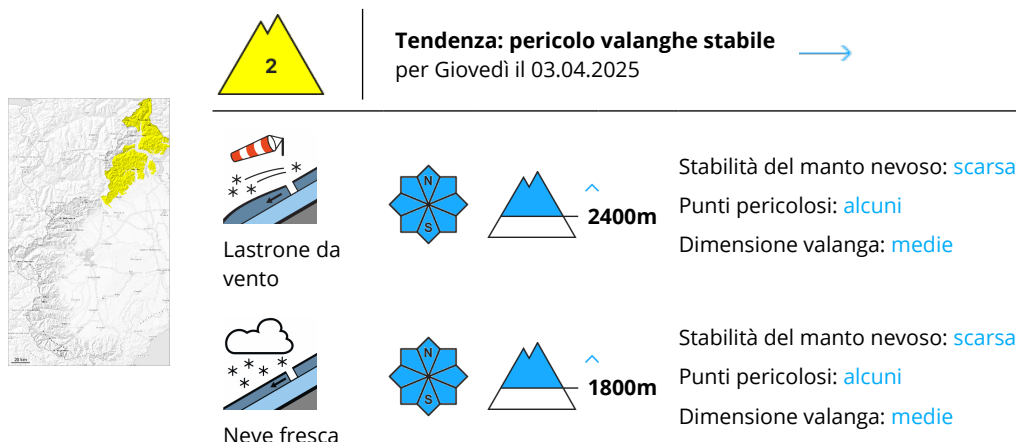 2
Tendenza: pericolo valanghe stabile
per Giovedì il 03.04.2025
20 km
N
S
2400m
Stabilità del manto nevoso: scarsa
Punti pericolosi: alcuni
Dimensione valanga: medie
Lastrone da
vento
N
S
1800m
Stabilità del manto nevoso: scarsa
Punti pericolosi: alcuni
Dimensione valanga: medie
Neve fresca